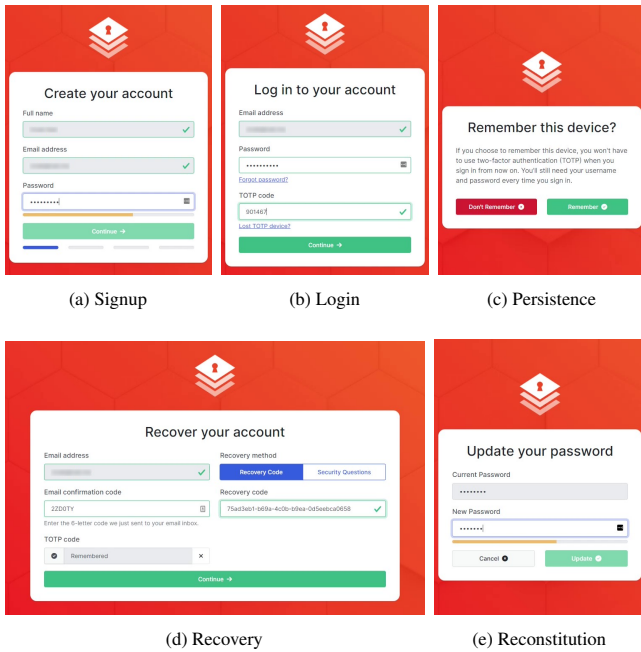 Create your account
Full name
Email address
Password
Continue →
(a) Signup
Log in to your account
Email address
Password
Forgot password?
TOTP code
901467
Lost TOTP device?
Continue →
(b) Login
Remember this device?
If you choose to remember this device, you won't have
to use two-factor authentication (TOTP) when you
sign in from now on. You'll still need your username
and password every time you sign in.
Don't Remember
Remember
(c) Persistence
Recover your account
Email address
Recovery method
Recovery Code
Security Questions
Email confirmation code
Recovery code
2ZD0TY
75ad3eb1-b69a-4c0b-b9ea-0d5eebca0658
Enter the 6-letter code we just sent to your email inbox.
TOTP code
Remembered
Continue →
(d) Recovery
Update your password
Current Password
New Password
Cancel
Update
(e) Reconstitution